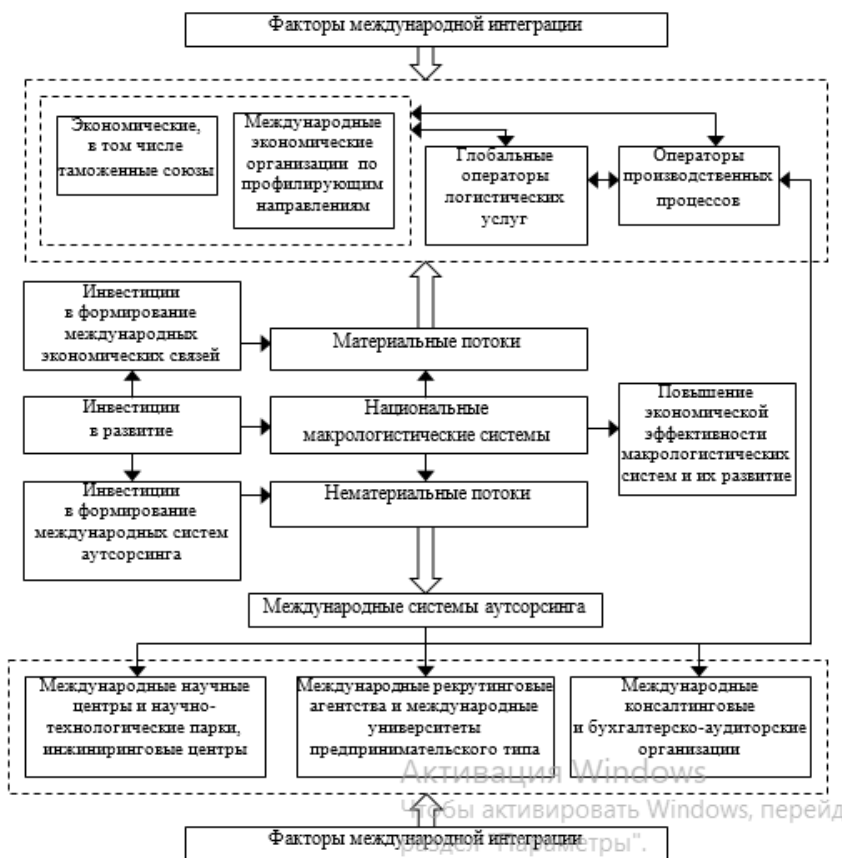 Факторы международной интеграции
Экономические,
в том числе
таможенные союзы
Международные
экономические
организации по
профилирующим
направлениям
Глобальные
операторы
логистических
услуг
Операторы
производственных
процессов
Инвестиции
в формирование
международных
экономических связей
Материальные потоки
Инвестиции
в развитие
Национальные
макрологистические системы
Повышение
экономической
эффективности
макрологистических
систем и их развитие
Инвестиции
в формирование
международных систем
аутсорсинга
Нематериальные потоки
Международные системы аутсорсинга
Международные научные
центры и научно-
технологические парки,
инжиниринговые центры
Международные рекрутинговые
агентства и международные
университеты
предпринимательского типа
Международные
консалтинговые
и бухгалтерско-аудиторские
организации
Активация Windows
Чтобы активировать Windows, перейд
раздел "Параметры".
Факторы международной интеграции